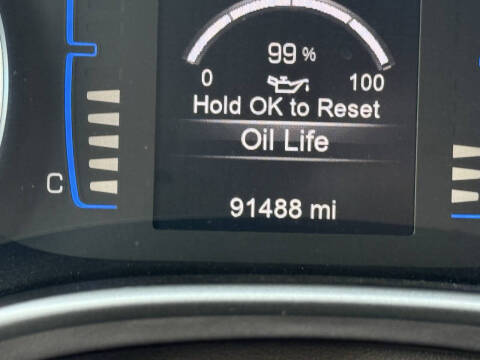 99 %
0 100
Hold OK to Reset
Oil Life
C
91488 mi